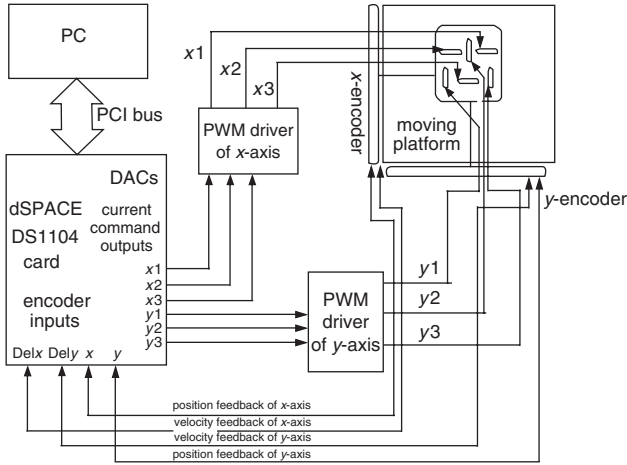 PC
PCI bus
x1
x2
x3
PWM driver
of x-axis
x-encoder
moving
platform
y-encoder
DACs
dSPACE
DS1104
card
current
command
outputs
x1
x2
x3
y1
y2
y3
encoder
inputs
Delx Dely x y
PWM
driver
of y-axis
y1
y2
y3
position feedback of x-axis
velocity feedback of x-axis
velocity feedback of y-axis
position feedback of y-axis